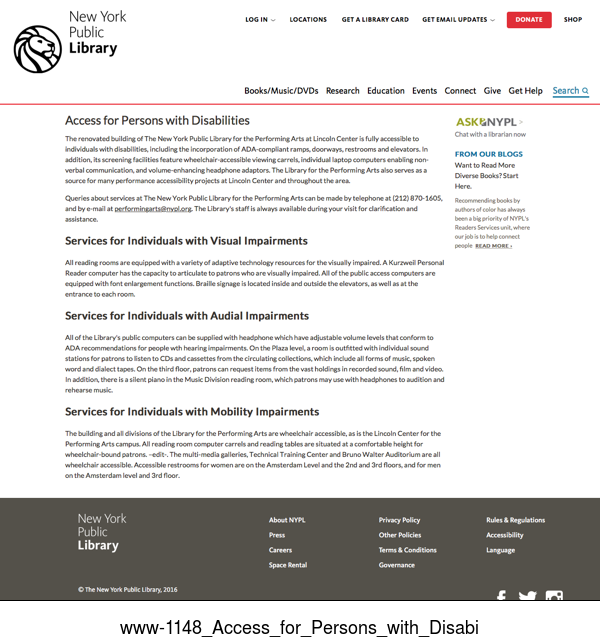 New York
Public
Library
LOG IN
LOCATIONS
GET A LIBRARY CARD
GET EMAIL UPDATES
DONATE
SHOP
Books/Music/DVDs
Research
Education
Events
Connect
Give
Get Help
Search
Access for Persons with Disabilities
The renovated building of The New York Public Library for the Performing Arts at Lincoln Center is fully accessible to
individuals with disabilities, including the incorporation of ADA-compliant ramps, doorways, restrooms and elevators. In
addition, its screening facilities feature wheelchair-accessible viewing carrels, individual laptop computers enabling non-
verbal communication, and volume-enhancing headphone adaptors. The Library for the Performing Arts also serves as a
source for many performance accessibility projects at Lincoln Center and throughout the area.
Queries about services at The New York Public Library for the Performing Arts can be made by telephone at (212) 870-1605,
and by e-mail at performingarts@nypl.org. The Library's staff is always available during your visit for clarification and
assistance.
Services for Individuals with Visual Impairments
All reading rooms are equipped with a variety of adaptive technology resources for the visually impaired. A Kurzweil Personal
Reader computer has the capacity to articulate to patrons who are visually impaired. All of the public access computers are
equipped with font enlargement functions. Braille signage is located inside and outside the elevators, as well as at the
entrance to each room.
Services for Individuals with Audial Impairments
All of the Library's public computers can be supplied with headphone which have adjustable volume levels that conform to
ADA recommendations for people wth hearing impairments. On the Plaza level, a room is outfitted with individual sound
stations for patrons to listen to CDs and cassettes from the circulating collections, which include all forms of music, spoken
word and dialect tapes. On the third floor, patrons can request items from the vast holdings in recorded sound, film and video.
In addition, there is a silent piano in the Music Division reading room, which patrons may use with headphones to audition and
rehearse music.
Services for Individuals with Mobility Impairments
The building and all divisions of the Library for the Performing Arts are wheelchair accessible, as is the Lincoln Center for the
Performing Arts campus. All reading room computer carrels and reading tables are situated at a comfortable height for
wheelchair-bound patrons. –edit-. The multi-media galleries, Technical Training Center and Bruno Walter Auditorium are all
wheelchair accessible. Accessible restrooms for women are on the Amsterdam Level and the 2nd and 3rd floors, and for men
on the Amsterdam level and 3rd floor.
ASK NYPL >
Chat with a librarian now
FROM OUR BLOGS
Want to Read More
Diverse Books? Start
Here.
Recommending books by
authors of color has always
been a big priority of NYPL's
Readers Services unit, where
our job is to help connect
people READ MORE ›
New York
Public
Library
About NYPL
Press
Careers
Space Rental
Privacy Policy
Other Policies
Terms & Conditions
Governance
Rules & Regulations
Accessibility
Language
© The New York Public Library, 2016
www-1148_Access_for_Persons_with_Disabi